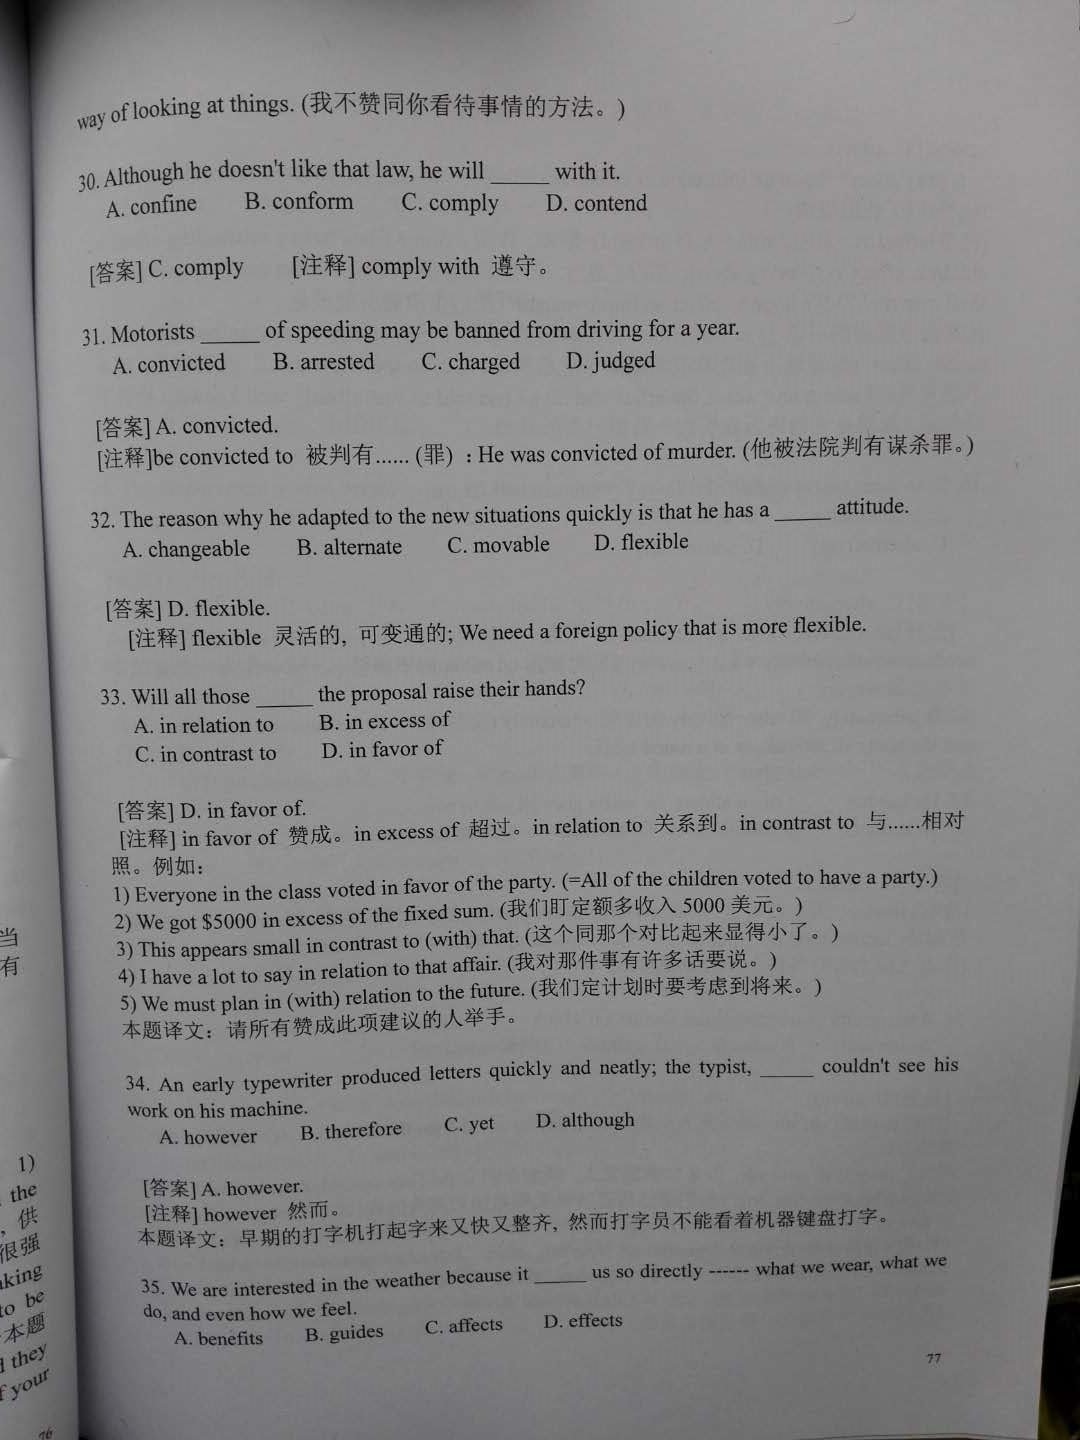 way of looking at things. (我不赞同你看待事情的方法。)
30. Although he doesn't like that law, he will _____ with it.
A. confine B. conform C. comply D. contend
[答案] C. comply [注释] comply with 遵守。
31. Motorists _____ of speeding may be banned from driving for a year.
A. convicted B. arrested C. charged D. judged
[答案] A. convicted.
[注释]be convicted to 被判有...... (罪) : He was convicted of murder. (他被法院判有谋杀罪。)
32. The reason why he adapted to the new situations quickly is that he has a _____ attitude.
A. changeable B. alternate C. movable D. flexible
[答案] D. flexible.
[注释] flexible 灵活的, 可变通的; We need a foreign policy that is more flexible.
33. Will all those _____ the proposal raise their hands?
A. in relation to B. in excess of
C. in contrast to D. in favor of
[答案] D. in favor of.
[注释] in favor of 赞成。in excess of 超过。in relation to 关系到。in contrast to 与......相对
照。例如:
1) Everyone in the class voted in favor of the party. (=All of the children voted to have a party.)
2) We got $5000 in excess of the fixed sum. (我们盯定额多收入 5000 美元。)
3) This appears small in contrast to (with) that. (这个同那个对比起来显得小了。)
4) I have a lot to say in relation to that affair. (我对那件事有许多话要说。)
5) We must plan in (with) relation to the future. (我们定计划时要考虑到将来。)
本题译文: 请所有赞成此项建议的人举手。
34. An early typewriter produced letters quickly and neatly; the typist, _____ couldn't see his
work on his machine.
A. however B. therefore C. yet D. although
[答案] A. however.
[注释] however 然而。
本题译文: 早期的打字机打起字来又快又整齐, 然而打字员不能看着机器键盘打字。
35. We are interested in the weather because it _____ us so directly ------ what we wear, what we
do, and even how we feel.
A. benefits B. guides C. affects D. effects
77
当
有
1)
the
, 供
很强
king
to be
本题
they
your
76